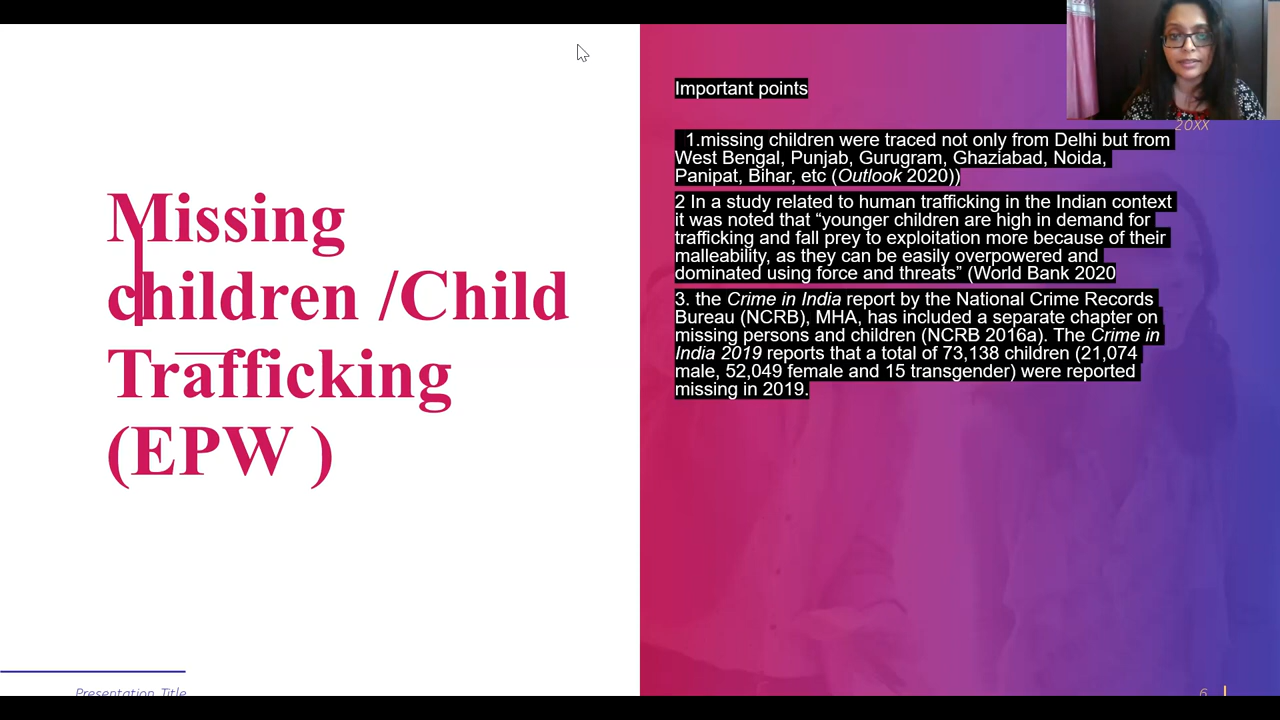 Missing
children /Child
Trafficking
(EPW )
Important points
1.missing children were traced not only from Delhi but from
West Bengal, Punjab, Gurugram, Ghaziabad, Noida,
Panipat, Bihar, etc (Outlook 2020))
2 In a study related to human trafficking in the Indian context
it was noted that “younger children are high in demand for
trafficking and fall prey to exploitation more because of their
malleability, as they can be easily overpowered and
dominated using force and threats” (World Bank 2020
3. the Crime in India report by the National Crime Records
Bureau (NCRB), MHA, has included a separate chapter on
missing persons and children (NCRB 2016a). The Crime in
India 2019 reports that a total of 73,138 children (21,074
male, 52,049 female and 15 transgender) were reported
missing in 2019.
20XX
Presentation Title
6